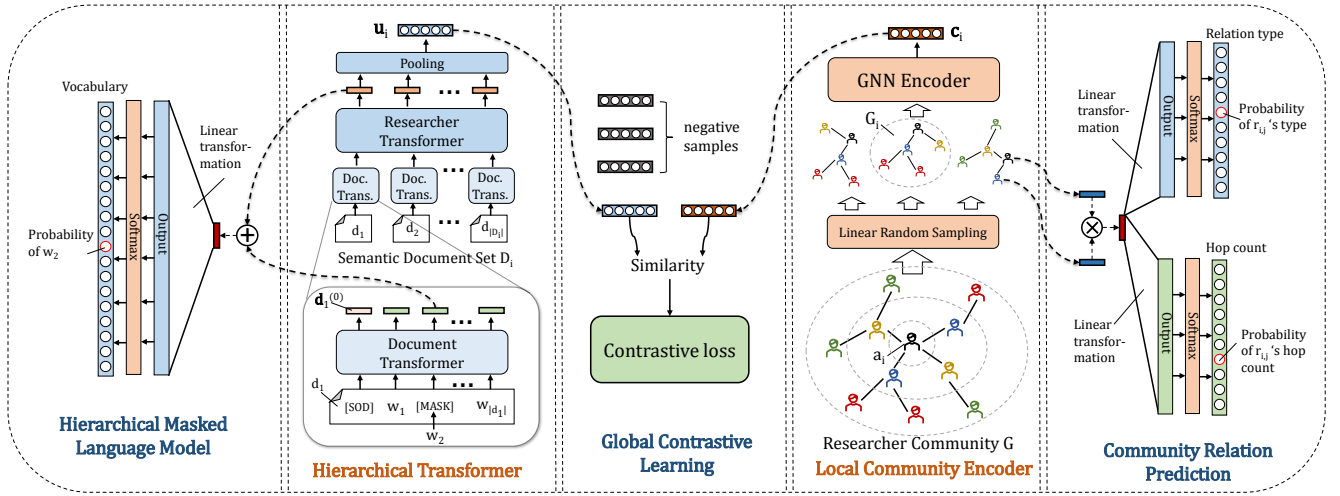 Vocabulary
Linear
transfor-
mation
Softmax
Output
Probability
of w2
Hierarchical Masked
Language Model
ui
Pooling
...
Researcher
Transformer
...
Doc.
Trans.
Doc.
Trans.
Doc.
Trans.
d1
d2
...
d|Di|
Semantic Document Set Di
d1(0)
...
Document
Transformer
...
d1
[SOD]
w1
[MASK]
w|d1|
w2
Hierarchical Transformer
negative
samples
Similarity
Contrastive loss
Global Contrastive
Learning
ci
GNN Encoder
Gi
Linear Random Sampling
ai
Researcher Community G
Local Community Encoder
Relation type
Linear
transfor-
mation
Output
Softmax
Probability
of ri,j 's type
Hop count
Linear
transfor-
mation
Output
Softmax
Probability
of ri,j 's hop
count
Community Relation
Prediction